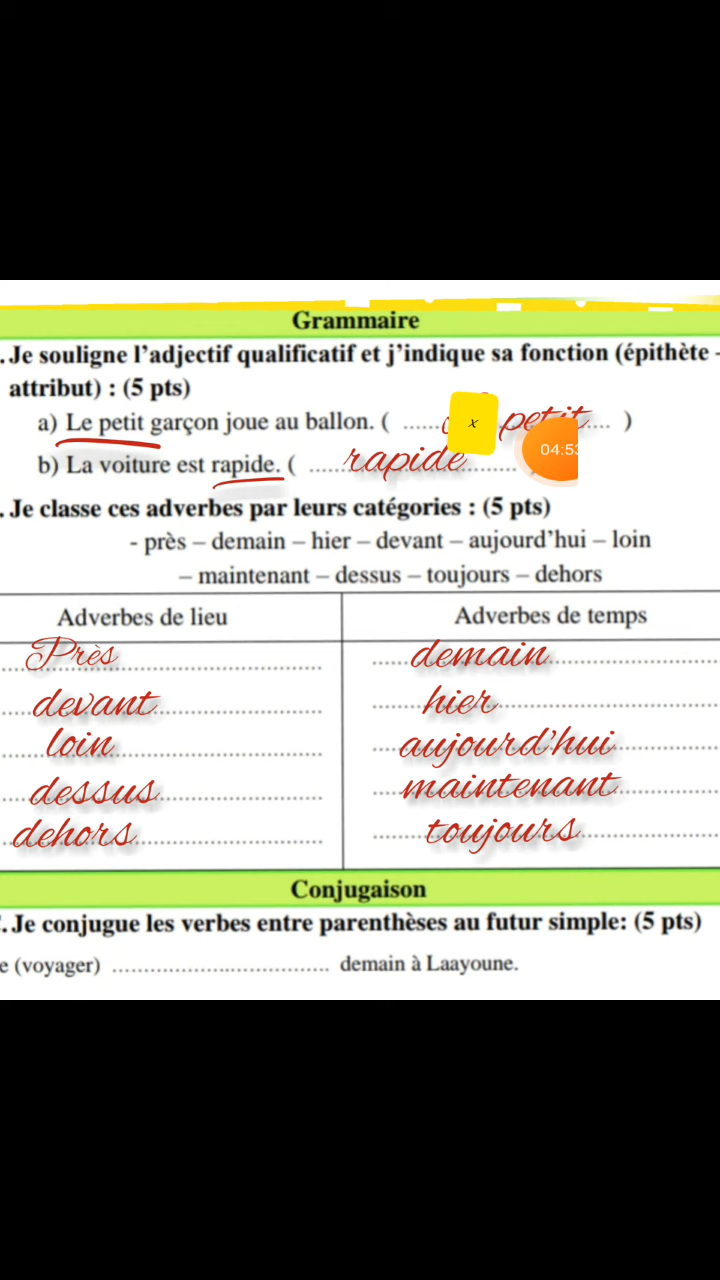 Grammaire
. Je souligne l'adjectif qualificatif et j'indique sa fonction (épithète -
attribut) : (5 pts)
a) Le petit garçon joue au ballon. ( ...... x petit .... )
b) La voiture est rapide. ( ......rapide.........
. Je classe ces adverbes par leurs catégories : (5 pts)
- près – demain – hier – devant – aujourd'hui – loin
– maintenant – dessus – toujours – dehors
Adverbes de lieu Adverbes de temps
Près demain
devant hier
loin aujourd'hui
dessus maintenant
dehors toujours
Conjugaison
. Je conjugue les verbes entre parenthèses au futur simple: (5 pts)
e (voyager) .................................. demain à Laayoune.
04:53